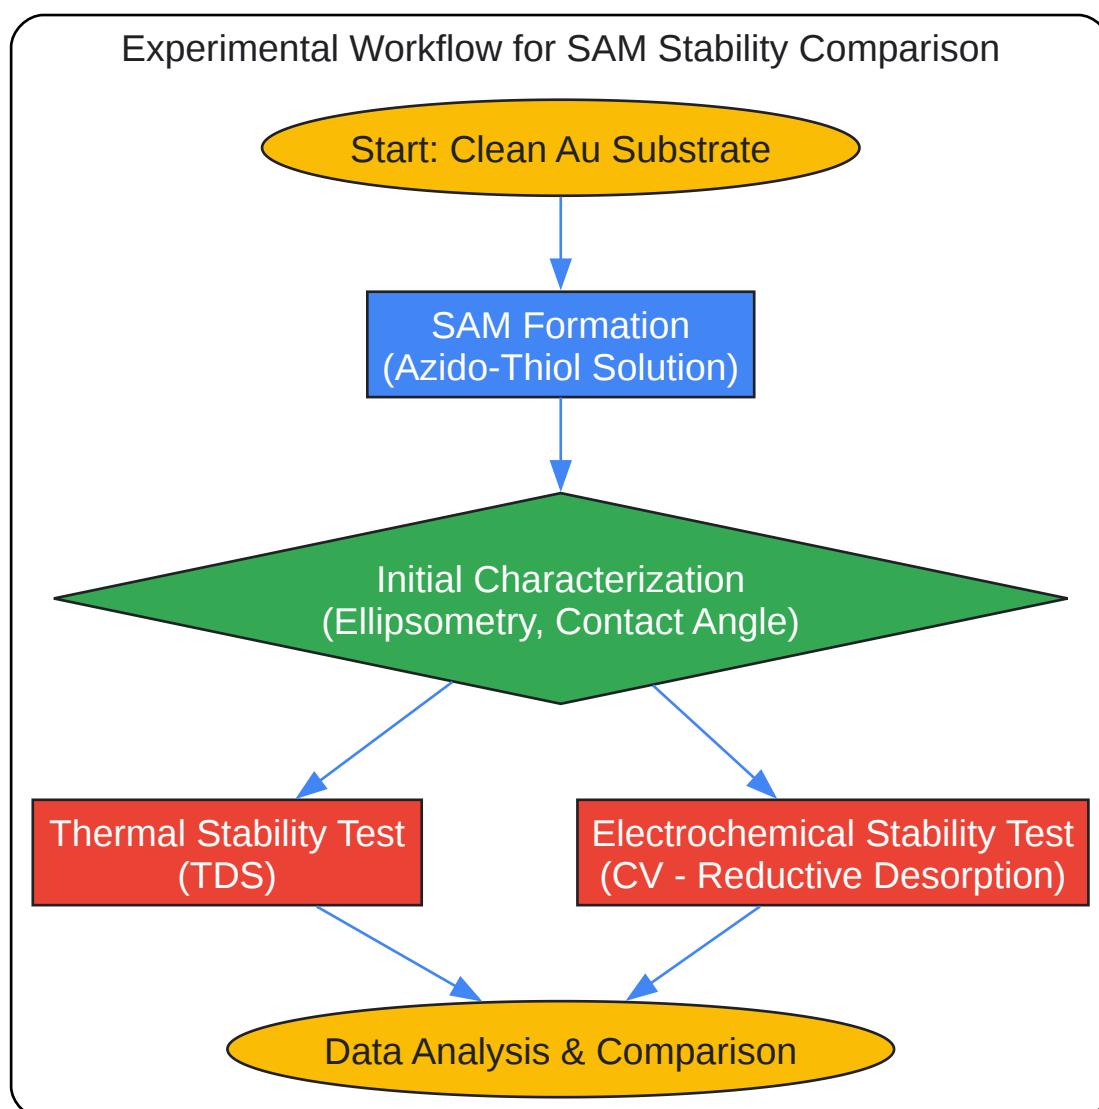 Experimental Workflow for SAM Stability Comparison
Start: Clean Au Substrate
SAM Formation
(Azido-Thiol Solution)
Initial Characterization
(Ellipsometry, Contact Angle)
Thermal Stability Test
(TDS)
Electrochemical Stability Test
(CV - Reductive Desorption)
Data Analysis & Comparison